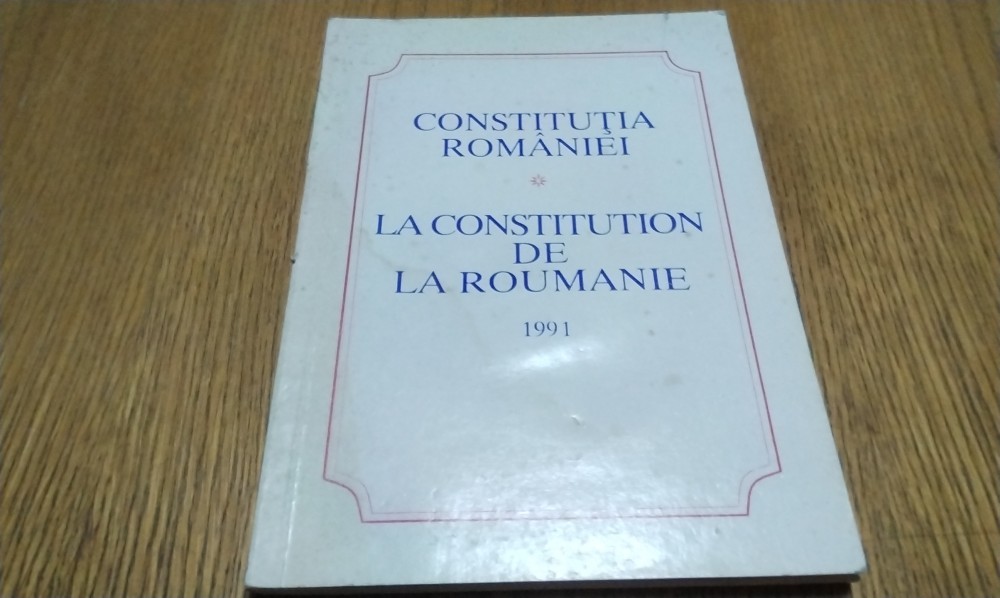 CONSTITUŢIA
ROMÂNIEI
LA CONSTITUTION
DE
LA ROUMANIE
1991